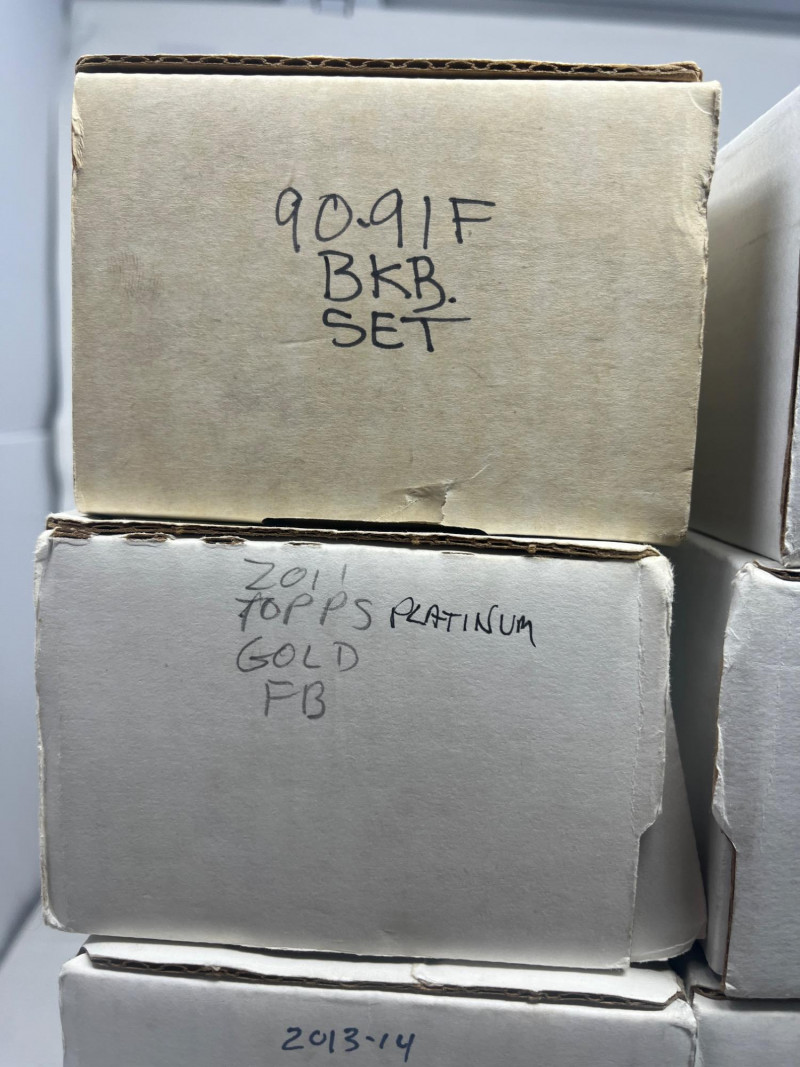 90-91F
BKB.
SET
2011
TOPPS PLATINUM
GOLD
FB
2013-14